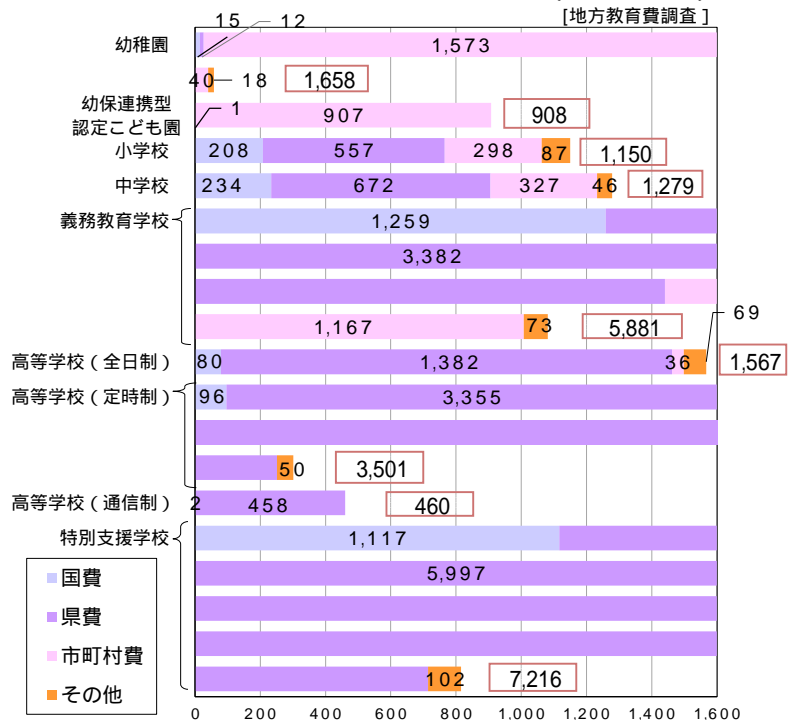 [地方教育費調査]
15 12
幼稚園 1,573
40 18 1,658
幼保連携型
認定こども園
1 907 908
小学校 208 557 298 87 1,150
中学校 234 672 327 46 1,279
義務教育学校 1,259
3,382
1,167 73 5,881
69
高等学校(全日制) 80 1,382 36 1,567
高等学校(定時制) 96 3,355
50 3,501
高等学校(通信制) 2 458 460
特別支援学校 1,117
5,997
102 7,216
国費
県費
市町村費
その他
0 200 400 600 800 1,000 1,200 1,400 1,600